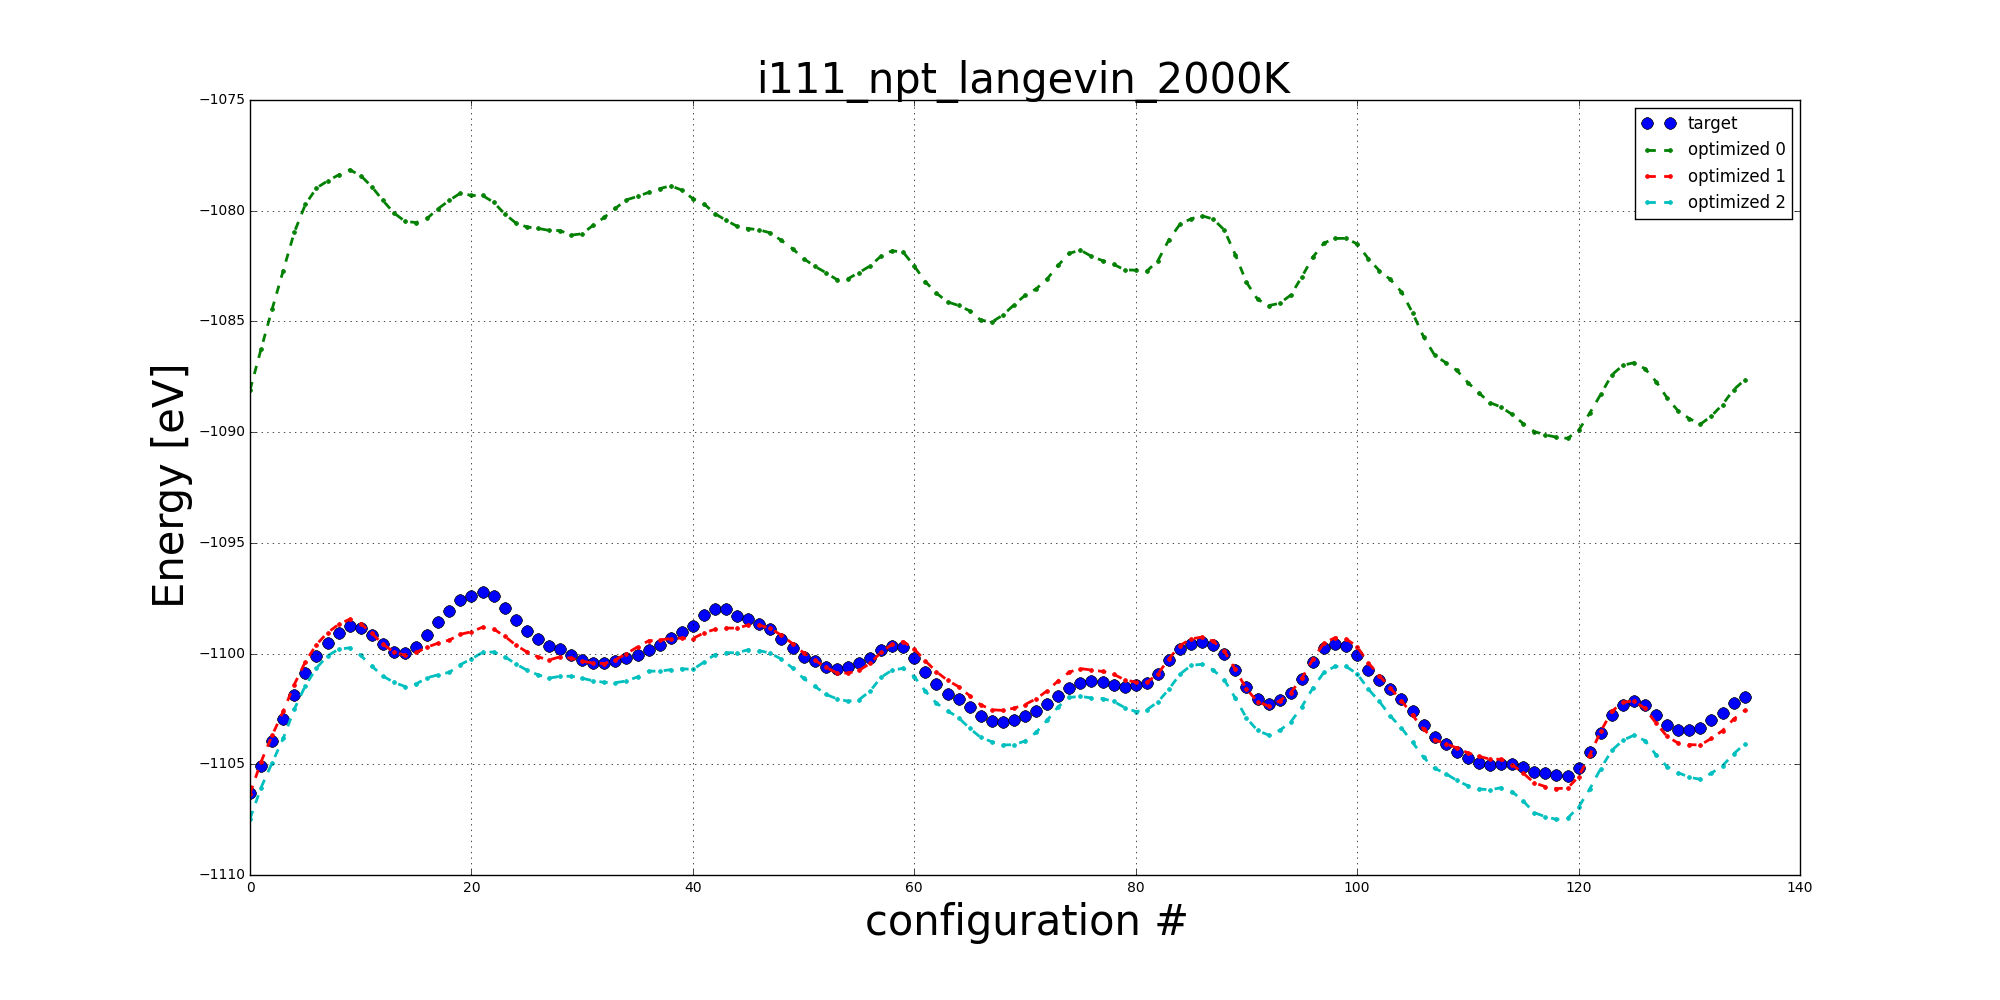 i111_npt_langevin_2000K
−1075
−1080
−1085
−1090
−1095
−1100
−1105
−1110
Energy [eV]
target
optimized 0
optimized 1
optimized 2
0
20
40
60
80
100
120
140
configuration #